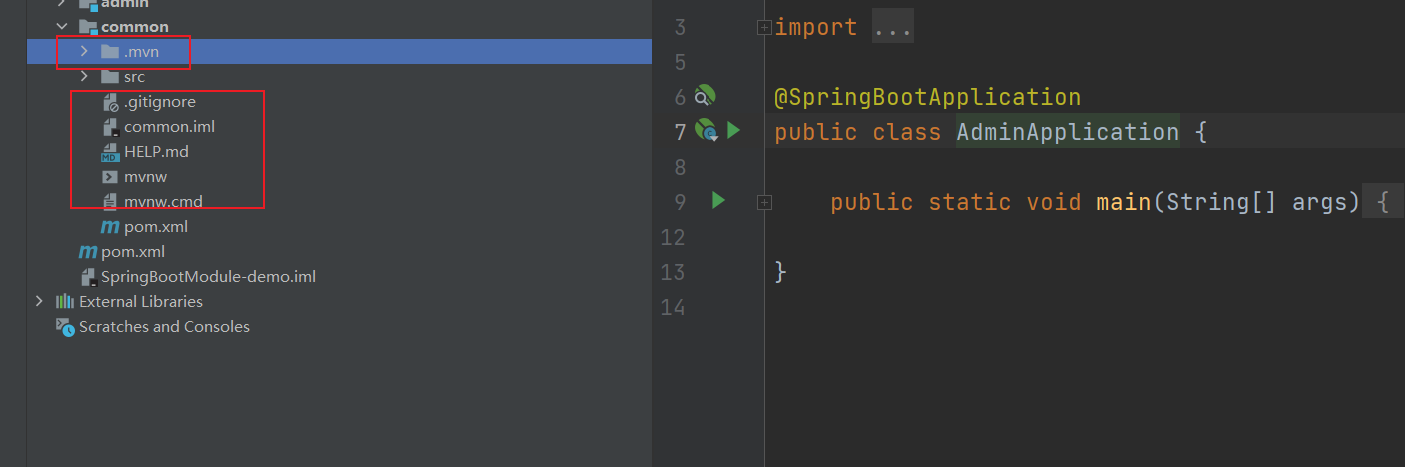 admin
common
.mvn
src
.gitignore
common.iml
HELP.md
mvnw
mvnw.cmd
pom.xml
pom.xml
SpringBootModule-demo.iml
External Libraries
Scratches and Consoles
3 import ...
5
6 @SpringBootApplication
7 public class AdminApplication {
8
9 public static void main(String[] args) {
12
13 }
14